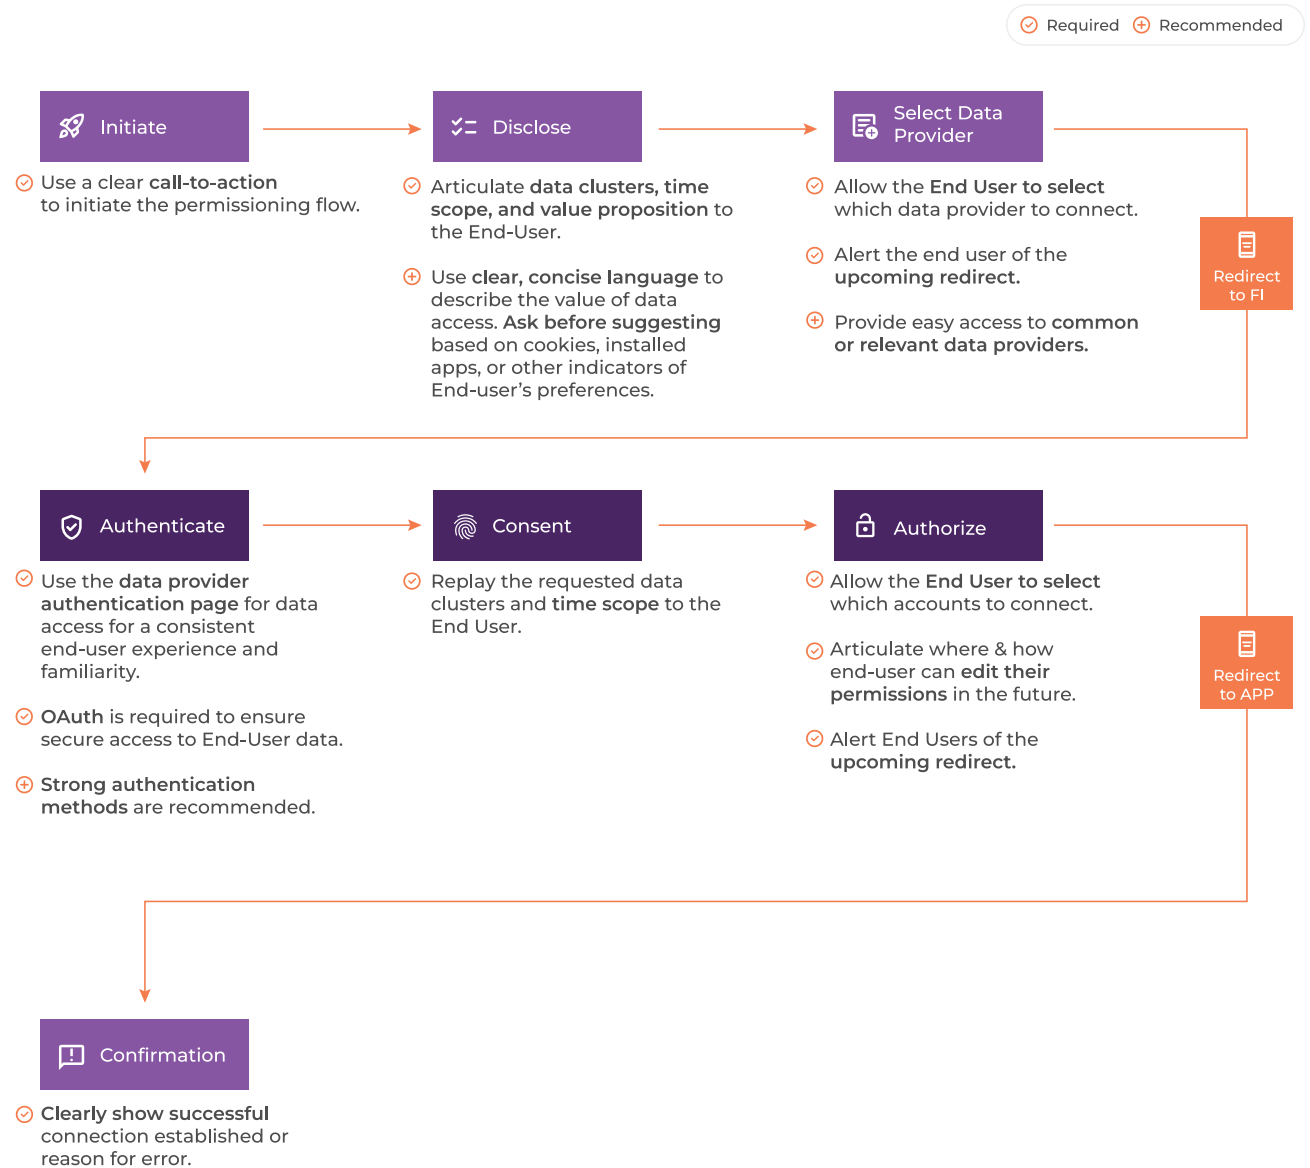 Required
Recommended
Initiate
Use a clear call-to-action
to initiate the permissioning flow.
Disclose
Articulate data clusters, time
scope, and value proposition to
the End-User.
Use clear, concise language to
describe the value of data
access. Ask before suggesting
based on cookies, installed
apps, or other indicators of
End-user’s preferences.
Select Data
Provider
Allow the End User to select
which data provider to connect.
Alert the end user of the
upcoming redirect.
Provide easy access to common
or relevant data providers.
Redirect
to FI
Authenticate
Use the data provider
authentication page for data
access for a consistent
end-user experience and
familiarity.
OAuth is required to ensure
secure access to End-User data.
Strong authentication
methods are recommended.
Consent
Replay the requested data
clusters and time scope to the
End User.
Authorize
Allow the End User to select
which accounts to connect.
Articulate where & how
end-user can edit their
permissions in the future.
Alert End Users of the
upcoming redirect.
Redirect
to APP
Confirmation
Clearly show successful
connection established or
reason for error.